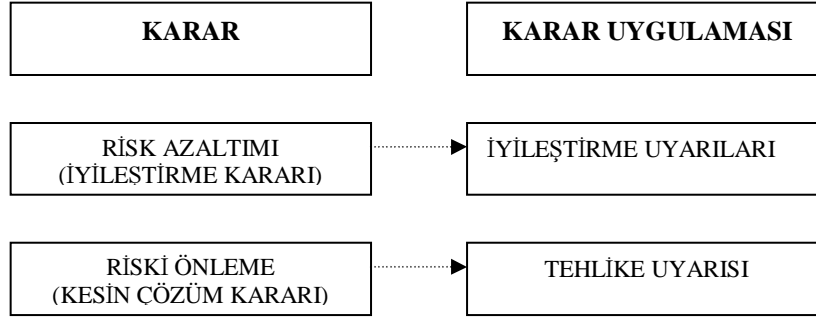 KARAR
KARAR UYGULAMASI
RİSK AZALTIMI
(İYİLEŞTİRME KARARI)
İYİLEŞTİRME UYARILARI
RİSKİ ÖNLEME
(KESİN ÇÖZÜM KARARI)
TEHLİKE UYARISI